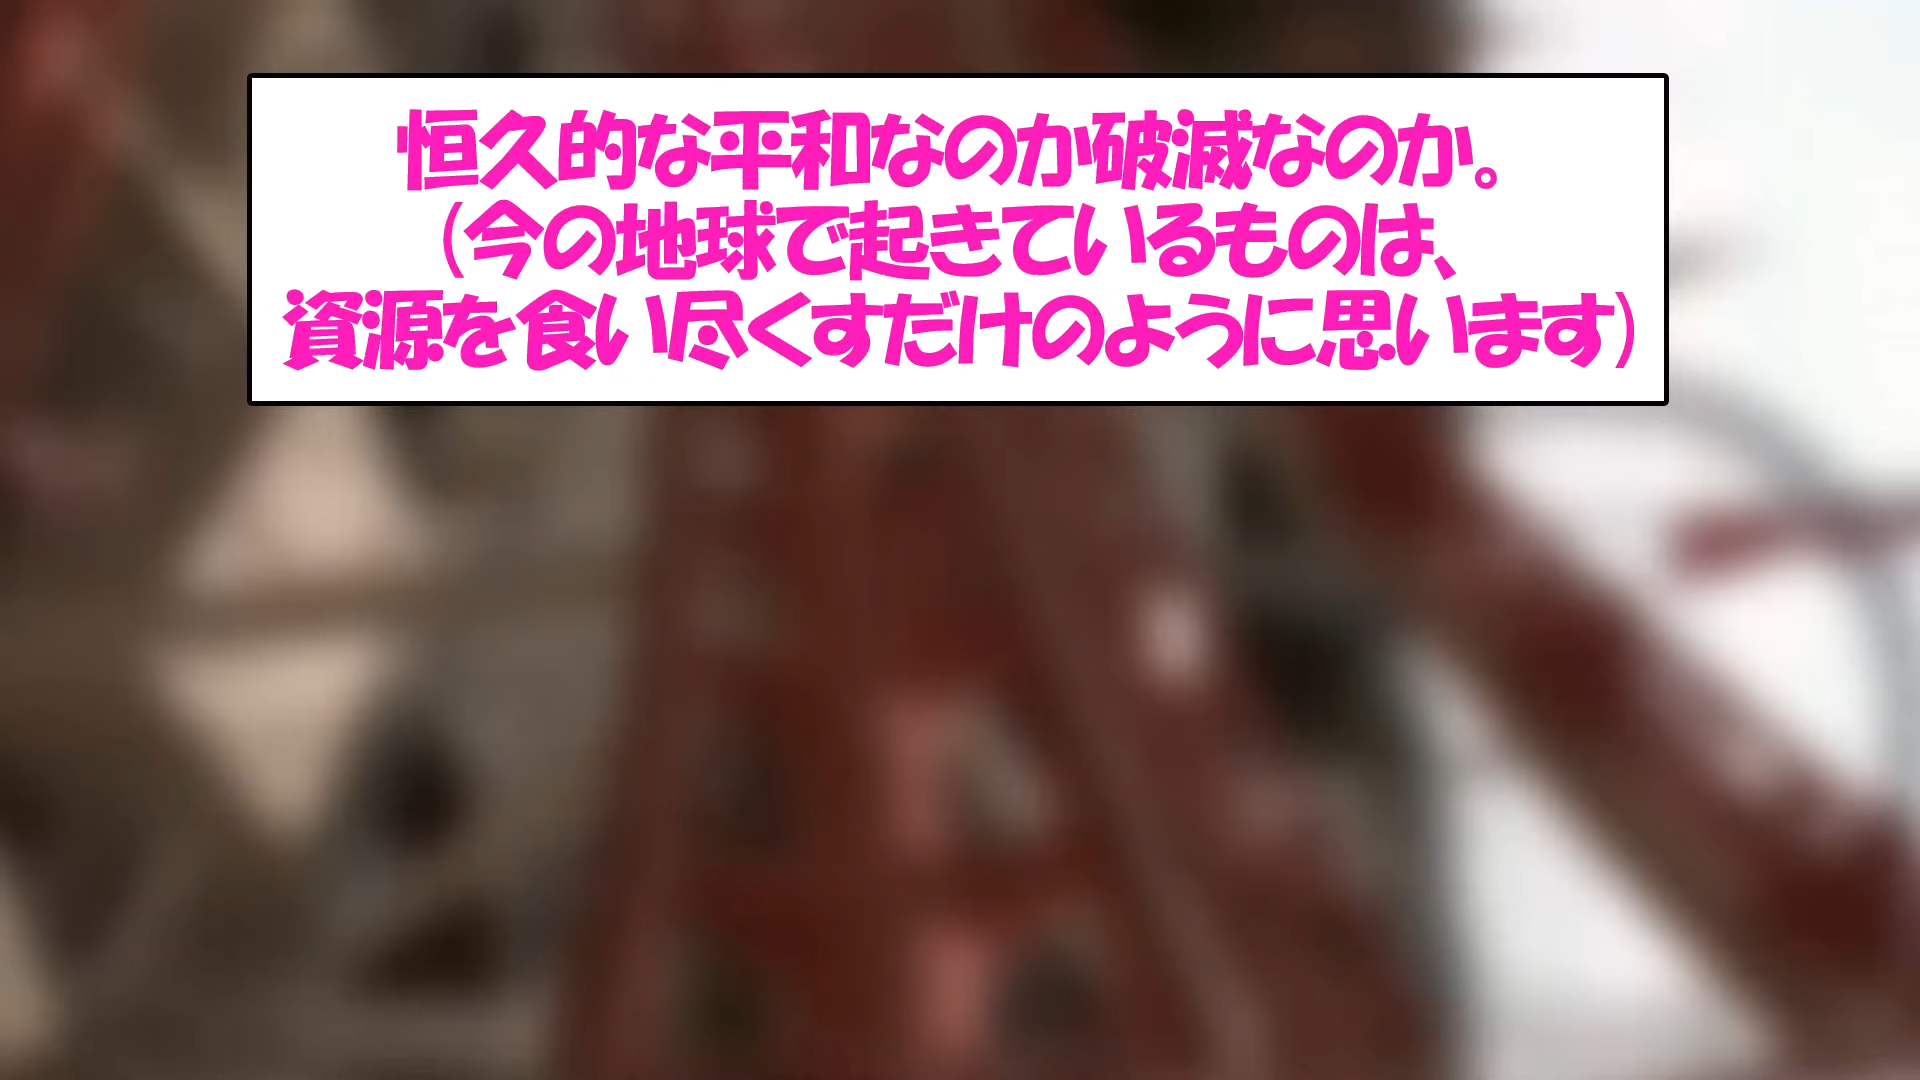 恒久的な平和なのか破滅なのか。
(今の地球で起きているものは、
資源を食い尽くすだけのように思います)